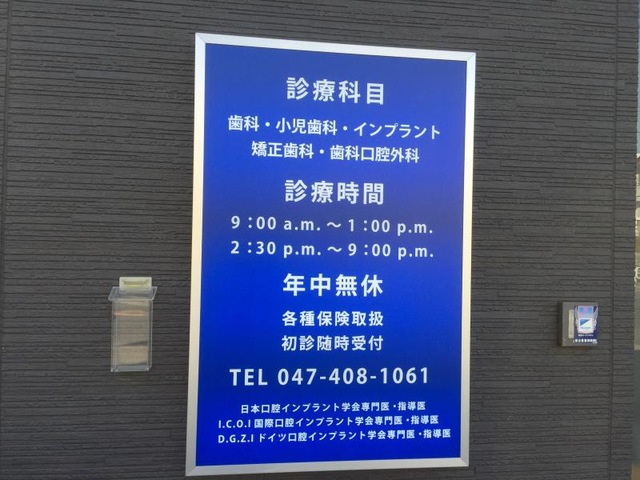 診療科目
歯科・小児歯科・インプラント
矯正歯科・歯科口腔外科
診療時間
9:00 a.m.～1:00 p.m.
2:30 p.m.～9:00 p.m.
年中無休
各種保険取扱
初診随時受付
TEL 047-408-1061
日本口腔インプラント学会専門医・指導医
I.C.O.I 国際口腔インプラント学会専門医・指導医
D.G.Z.I ドイツ口腔インプラント学会専門医・指導医